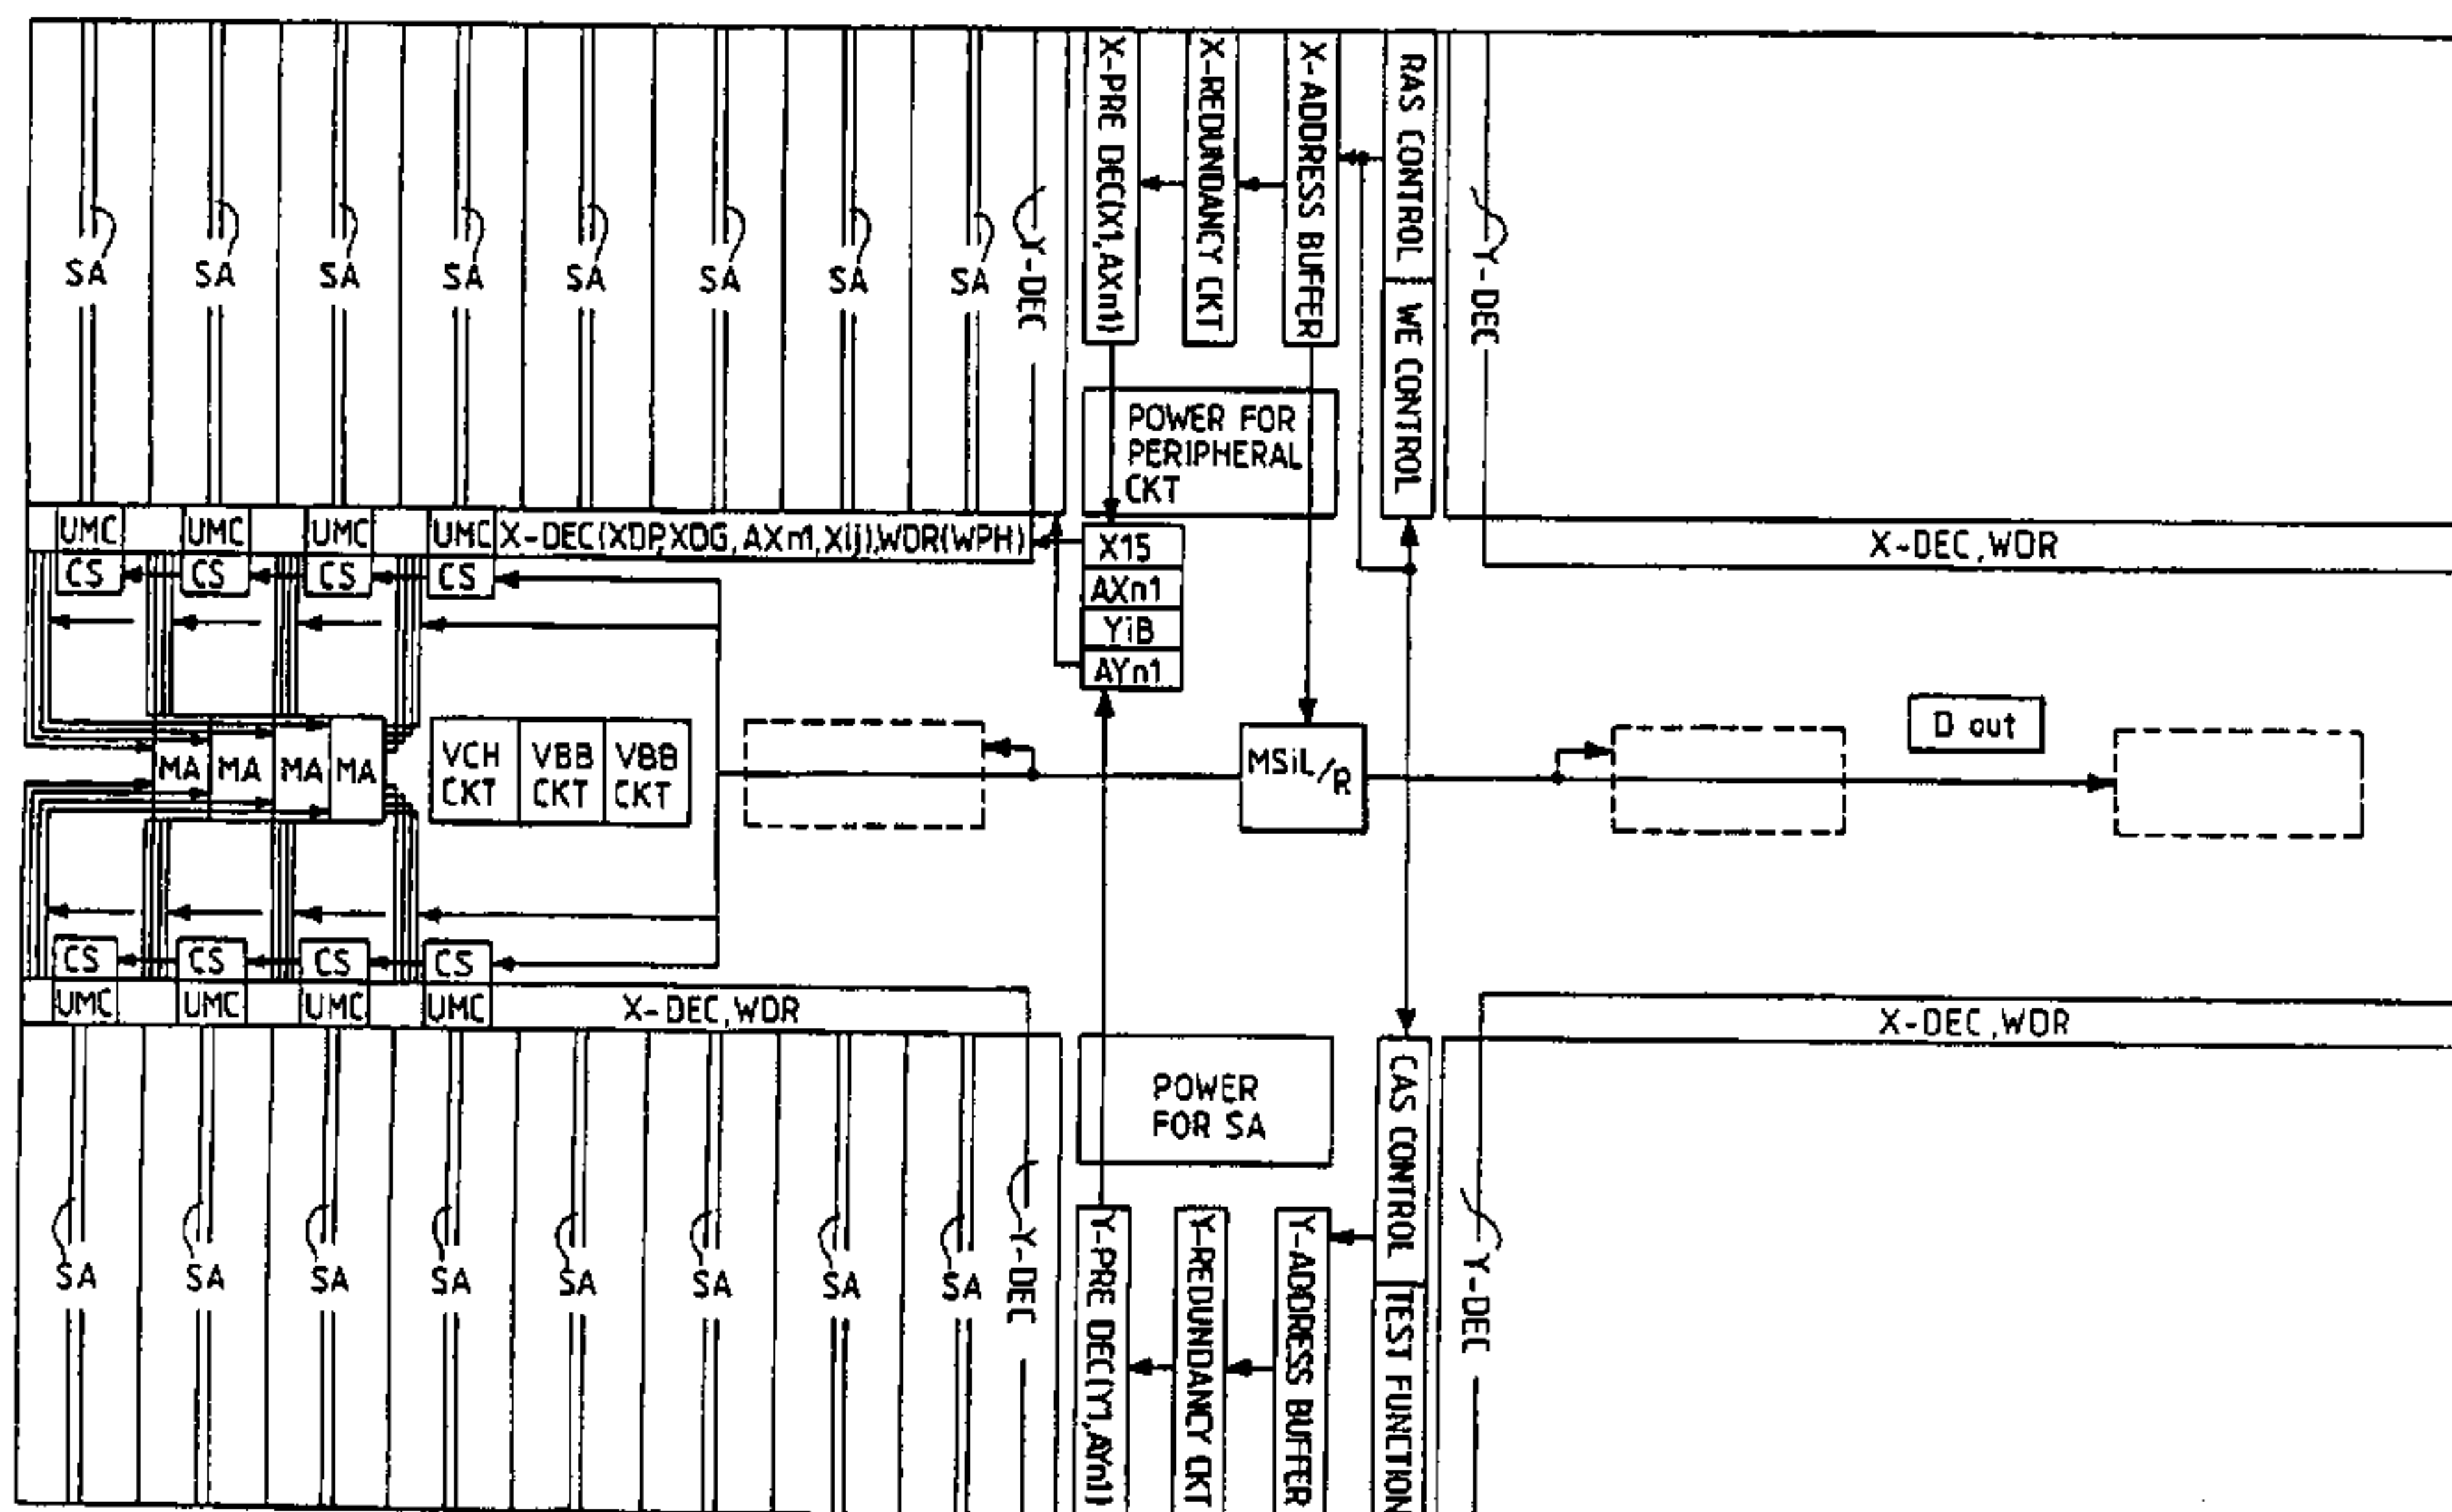 SA SA SA SA SA SA SA SA
Y-DEC
X-PRE DEC(X1,AXn1)
X-REDUNDANCY CKT
X-ADDRESS BUFFER
RAS CONTROL
WE CONTROL
Y-DEC
POWER FOR
PERIPHERAL
CKT
UMC UMC UMC UMC
X-DEC(XDP,XDG,AXn1,Xij),WDR(WPH)
X-DEC,WDR
CS CS CS CS
X15
AXn1
YiB
AYn1
MA MA MA MA
VCH
CKT
VBB
CKT
VBB
CKT
MSiL/R
D out
CS CS CS CS
UMC UMC UMC UMC
X-DEC,WDR
X-DEC,WDR
POWER
FOR SA
SA SA SA SA SA SA SA SA
Y-DEC
Y-PRE DEC(Y1,AYn1)
Y-REDUNDANCY CKT
Y-ADDRESS BUFFER
CAS CONTROL
TEST FUNCTION
Y-DEC